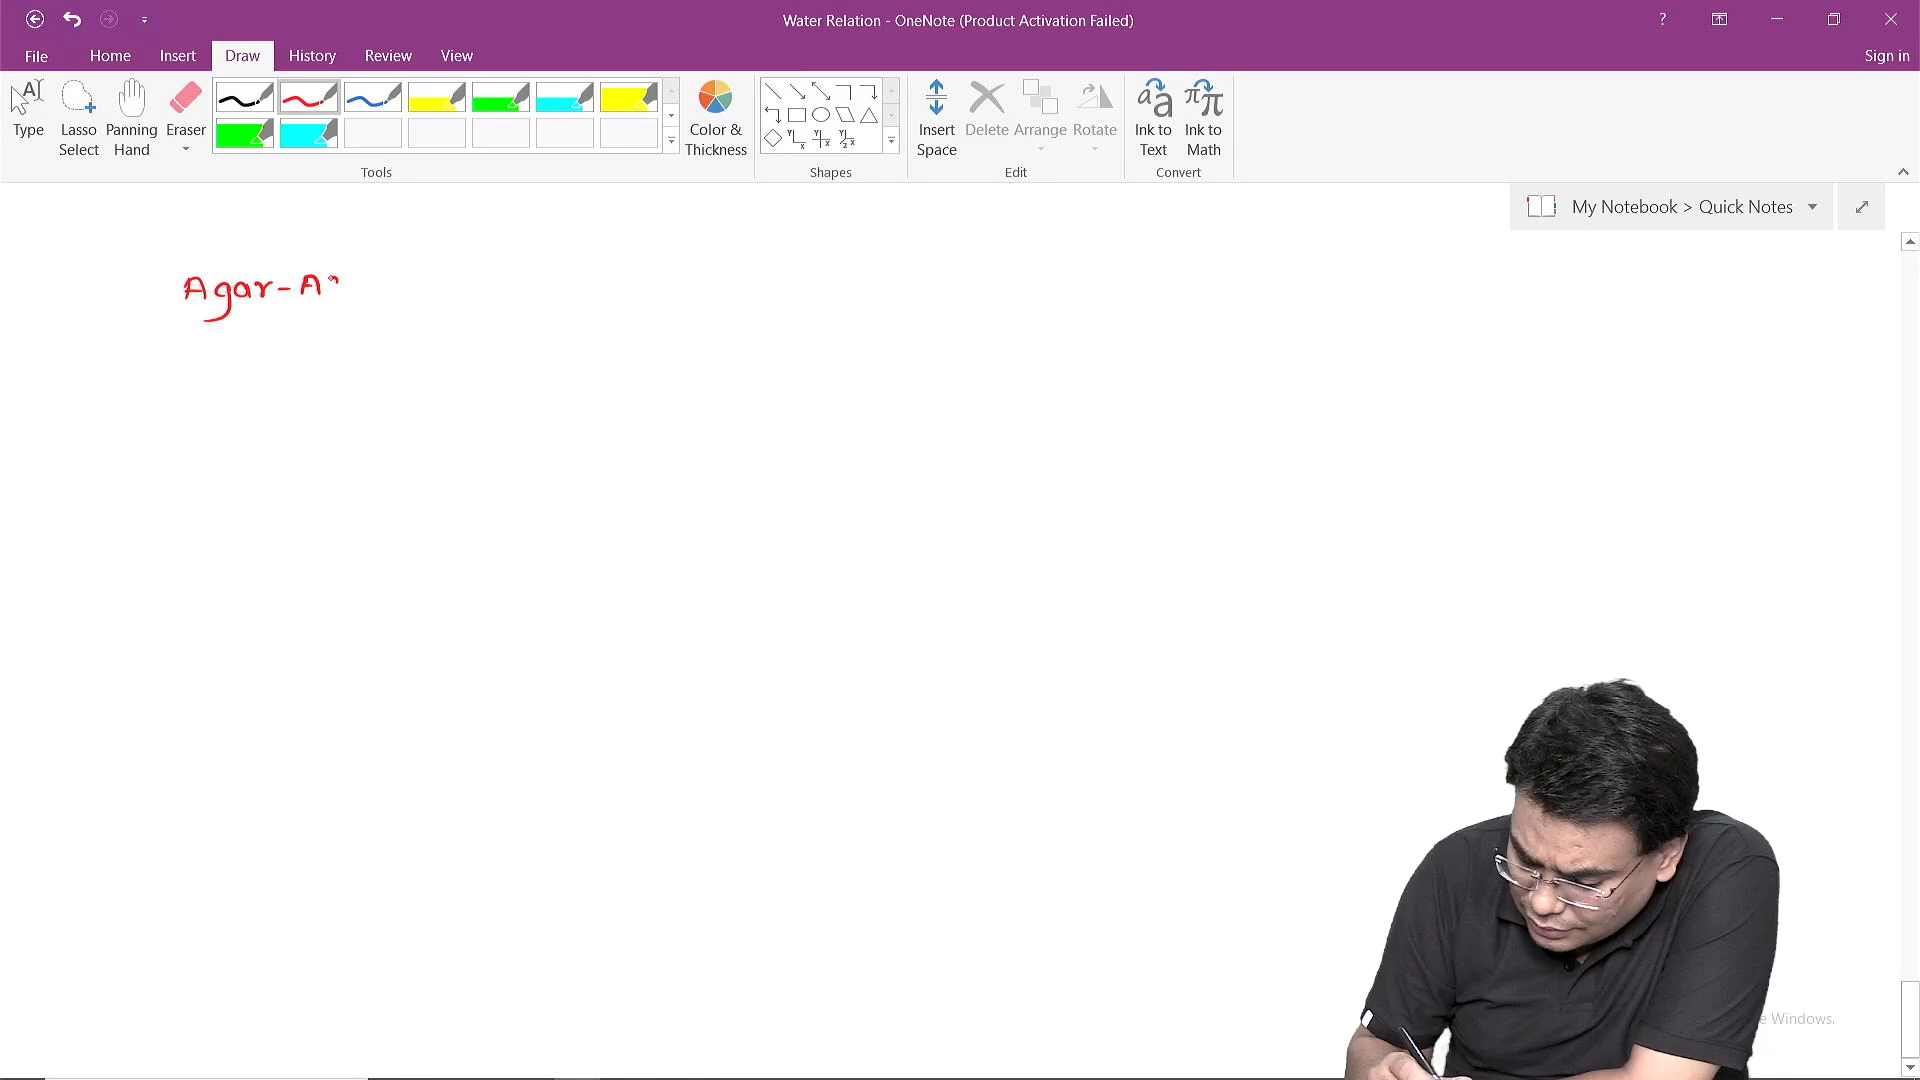 Water Relation - OneNote (Product Activation Failed)
?
File Home Insert Draw History Review View
Sign in
Type
Lasso Select
Panning Hand
Eraser
Color & Thickness
Insert Space
Delete
Arrange
Rotate
Ink to Text
Ink to Math
Tools
Shapes
Edit
Convert
My Notebook > Quick Notes
Agar-A
e Windows.